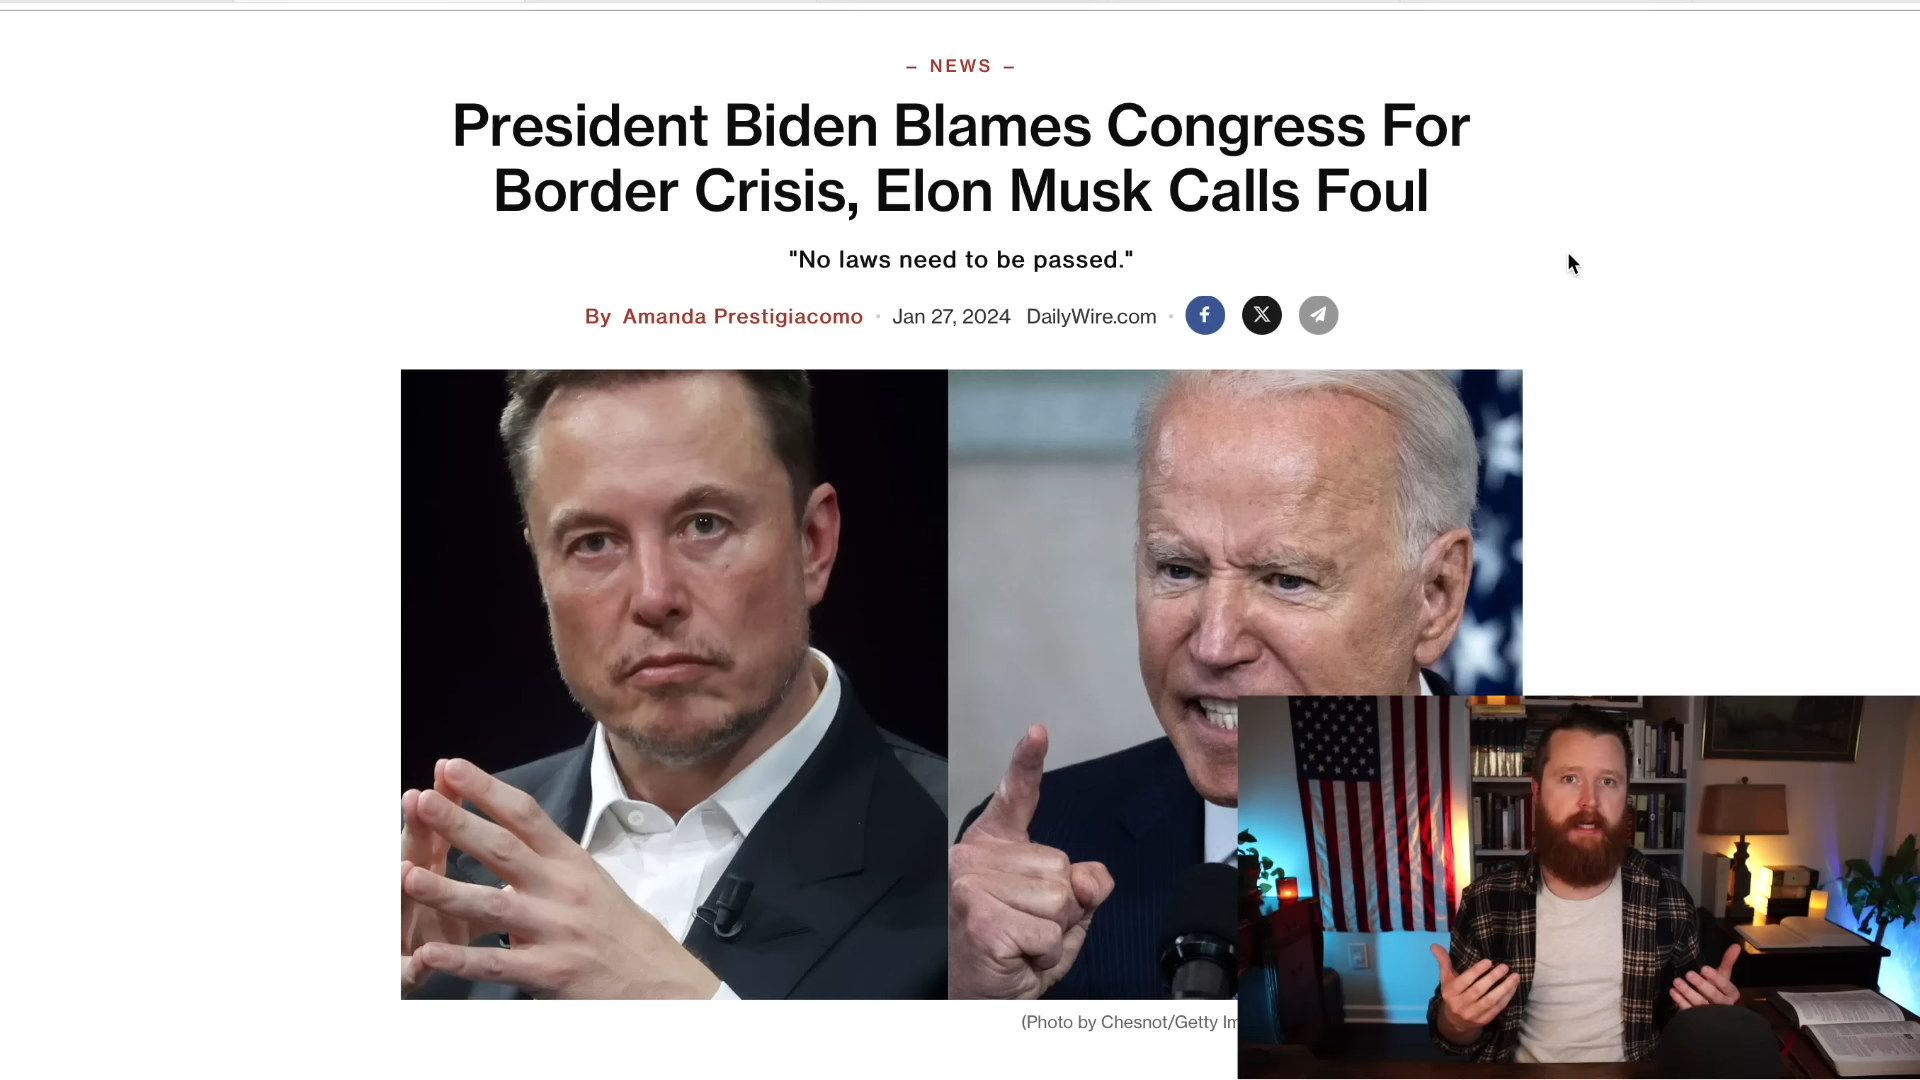 – NEWS –
President Biden Blames Congress For
Border Crisis, Elon Musk Calls Foul
"No laws need to be passed."
By Amanda Prestigiacomo • Jan 27, 2024 DailyWire.com •
(Photo by Chesnot/Getty Im